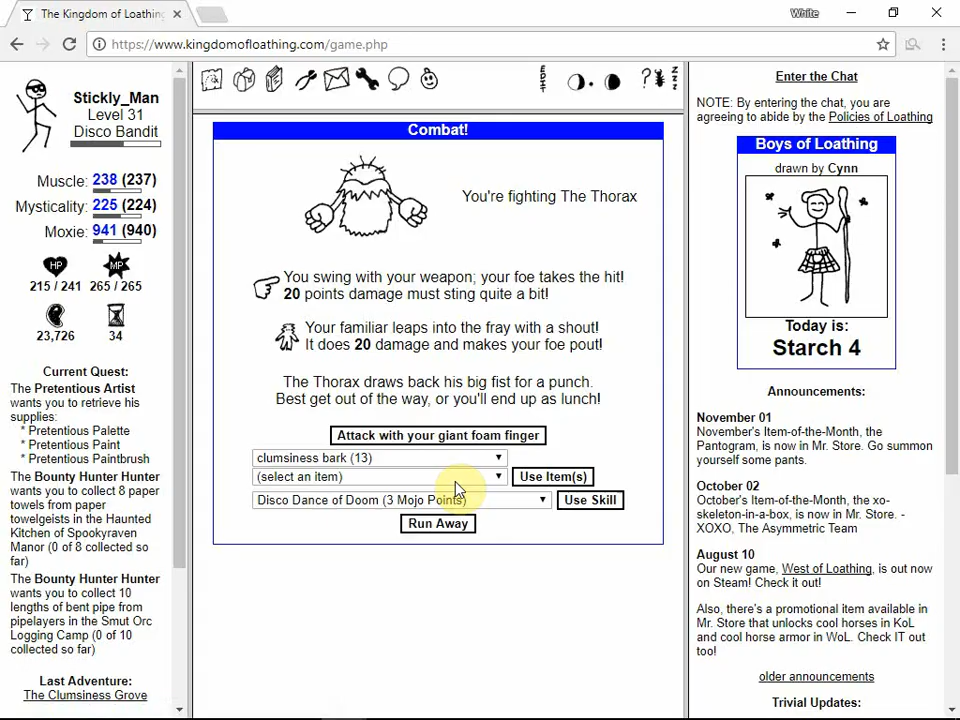 The Kingdom of Loathin
White
https://www.kingdomofloathing.com/game.php
Stickly_Man
Level 31
Disco Bandit
Muscle: 238 (237)
Mysticality: 225 (224)
Moxie: 941 (940)
HP
MP
215 / 241
265 / 265
23,726
34
Current Quest:
The Pretentious Artist
wants you to retrieve his
supplies:
* Pretentious Palette
* Pretentious Paint
* Pretentious Paintbrush
The Bounty Hunter Hunter
wants you to collect 8 paper
towels from paper
towelgeists in the Haunted
Kitchen of Spookyraven
Manor (0 of 8 collected so
far)
The Bounty Hunter Hunter
wants you to collect 10
lengths of bent pipe from
pipelayers in the Smut Orc
Logging Camp (0 of 10
collected so far)
Last Adventure:
The Clumsiness Grove
EDIT
? zzz
Combat!
You're fighting The Thorax
You swing with your weapon; your foe takes the hit!
20 points damage must sting quite a bit!
Your familiar leaps into the fray with a shout!
It does 20 damage and makes your foe pout!
The Thorax draws back his big fist for a punch.
Best get out of the way, or you'll end up as lunch!
Attack with your giant foam finger
clumsiness bark (13)
(select an item)
Use Item(s)
Disco Dance of Doom (3 Mojo Points)
Use Skill
Run Away
Enter the Chat
NOTE: By entering the chat, you are
agreeing to abide by the Policies of Loathing
Boys of Loathing
drawn by Cynn
Today is:
Starch 4
Announcements:
November 01
November's Item-of-the-Month, the
Pantogram, is now in Mr. Store. Go summon
yourself some pants.
October 02
October's Item-of-the-Month, the xo-
skeleton-in-a-box, is now in Mr. Store. -
XOXO, The Asymmetric Team
August 10
Our new game, West of Loathing, is out now
on Steam! Check it out!
Also, there's a promotional item available in
Mr. Store that unlocks cool horses in KoL
and cool horse armor in WoL. Check IT out
too!
older announcements
Trivial Updates: